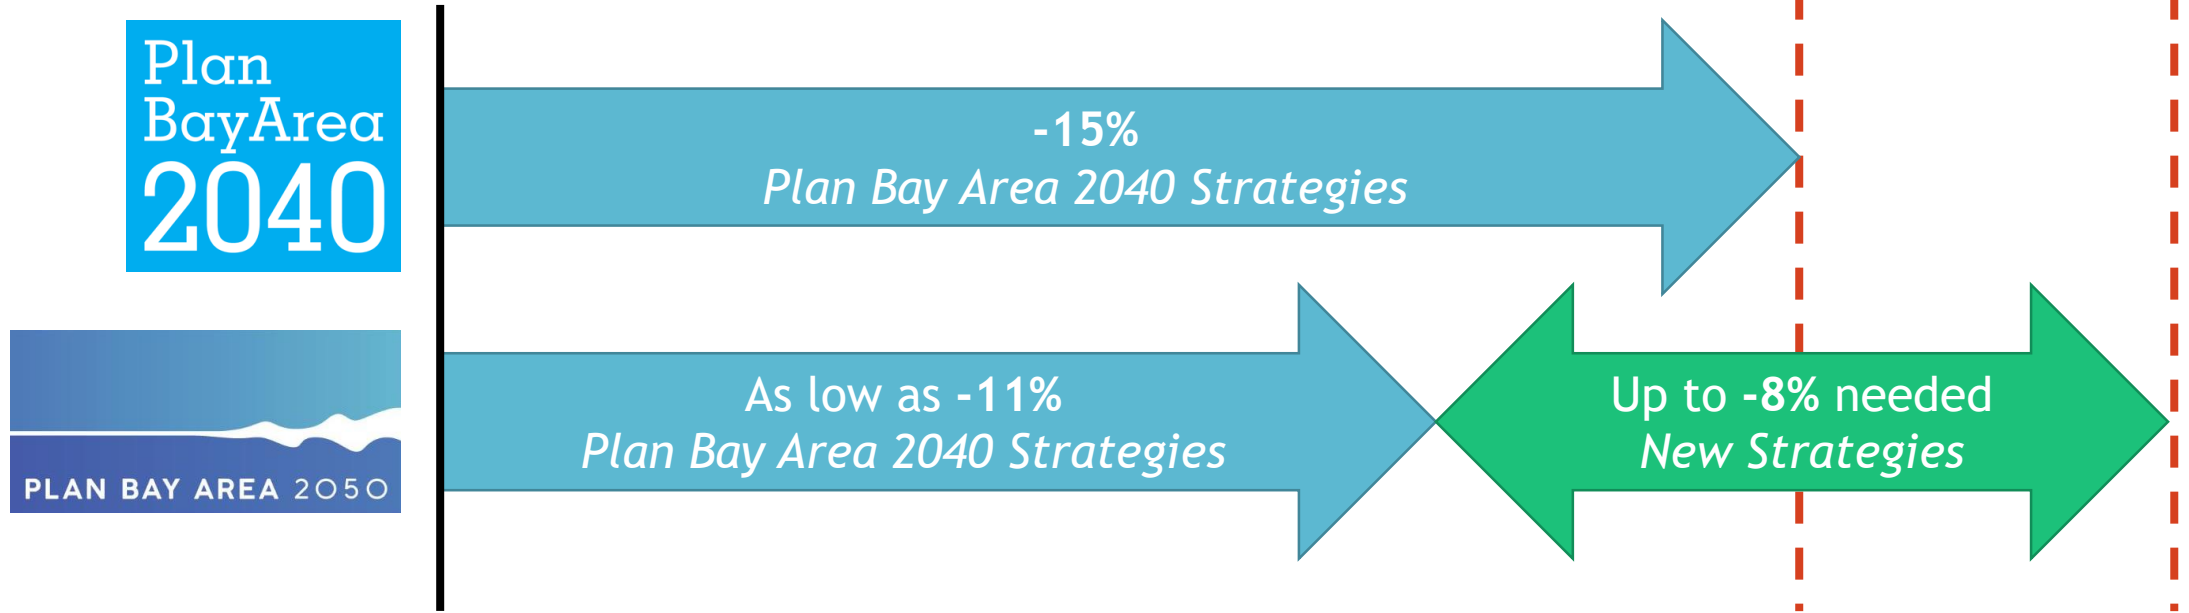 Plan
BayArea
2040
-15%
Plan Bay Area 2040 Strategies
PLAN BAY AREA 2050
As low as -11%
Plan Bay Area 2040 Strategies
Up to -8% needed
New Strategies